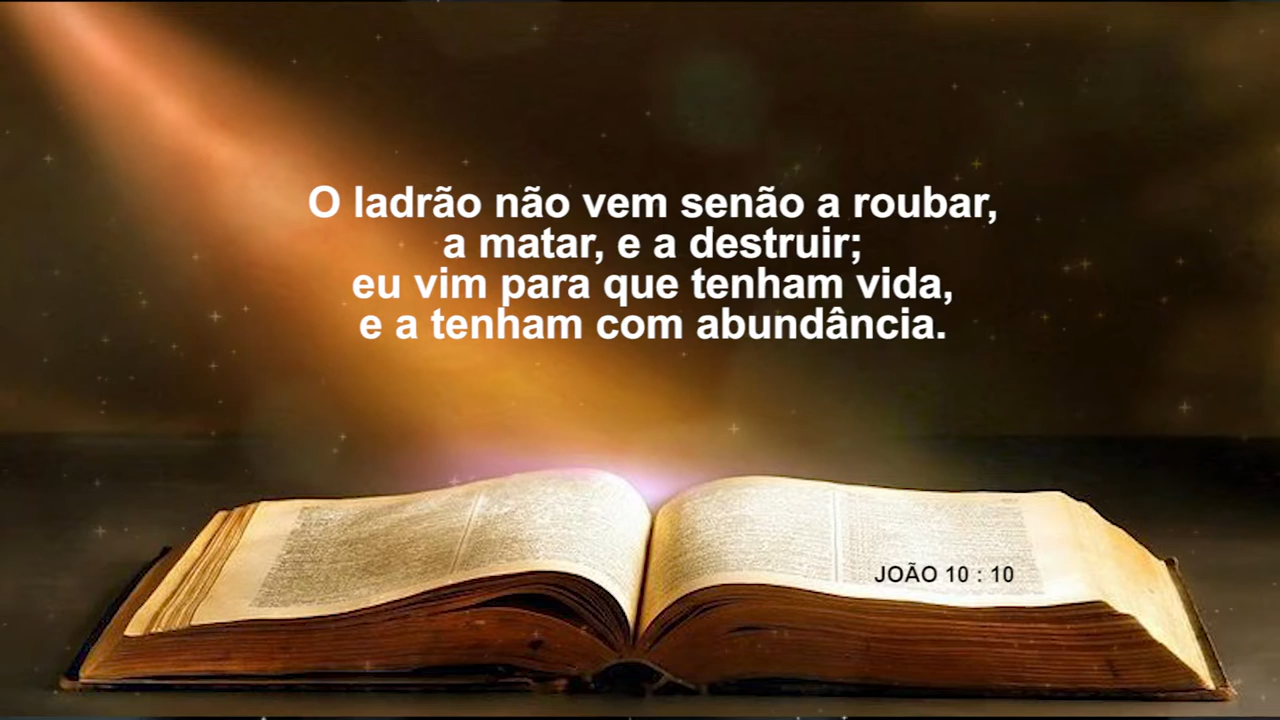 O ladrão não vem senão a roubar,
a matar, e a destruir;
eu vim para que tenham vida,
e a tenham com abundância.
JOÃO 10 : 10